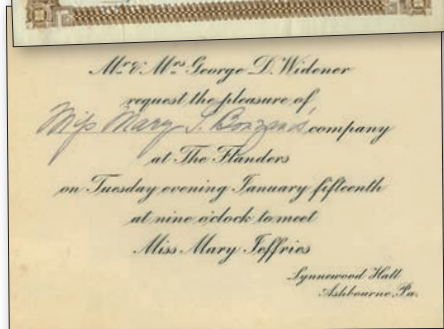 Mr & Mrs George D. Widener
request the pleasure of
Miss Mary S. company
at The Flanders
on Tuesday evening January fifteenth
at nine o'clock to meet
Miss Mary Jeffries
Lynnewood Hall
Ashbourne, Pa.